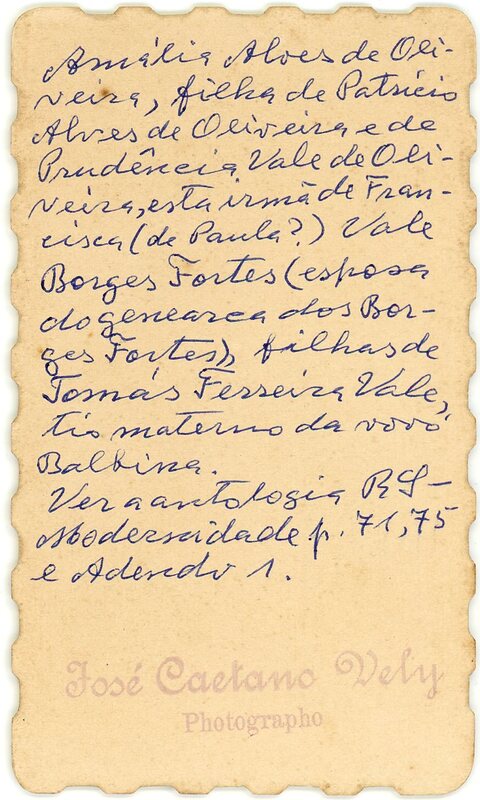 Amália Alves de Oli-
veira, filha de Patrício
Alves de Oliveira e de
Prudência Vale de Oli-
veira, esta irmã de Fran-
cisca (de Paula?) Vale
Borges Fortes (esposa
do genearca dos Bor-
ges Fortes), filhas de
Tomás Ferreira Vale,
tio materno da vovó
Balbina.
Ver a antologia RS-
Modernidade p. 71, 75
e Adendo 1.
José Caetano Vely
Photographo